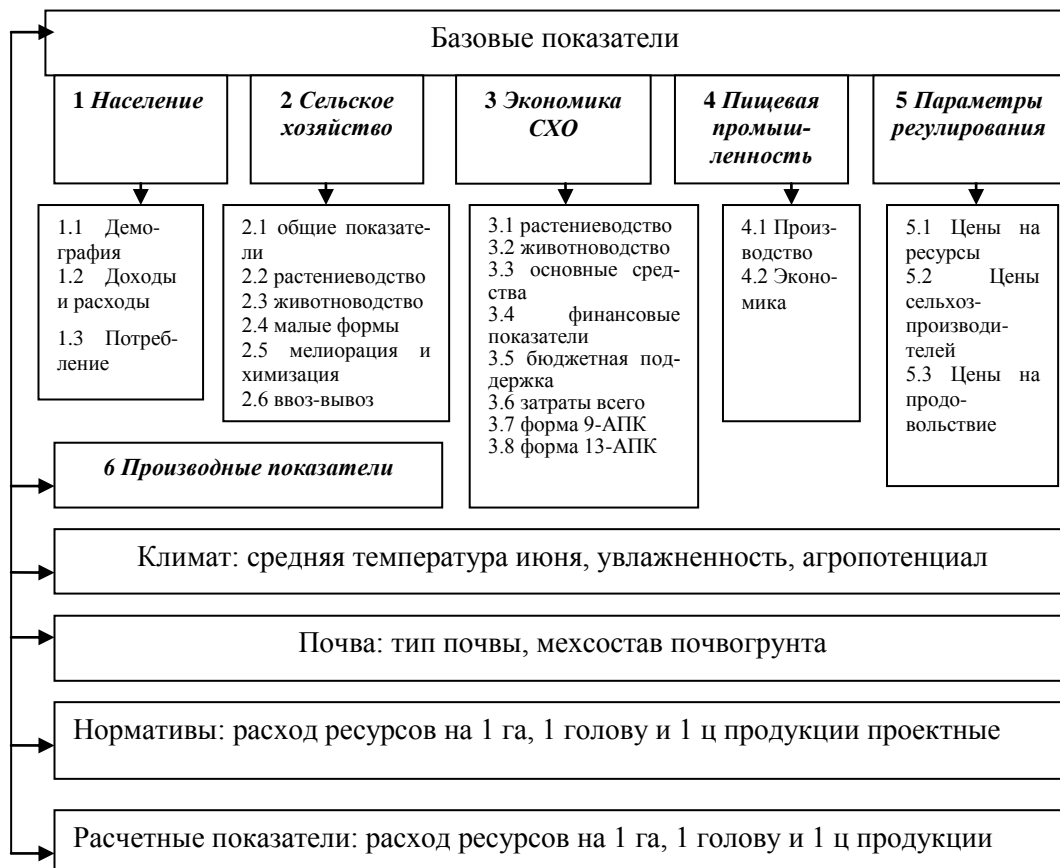 Базовые показатели
1 Население
2 Сельское
хозяйство
3 Экономика
СХО
4 Пищевая
промыш-
ленность
5 Параметры
регулирования
1.1 Демо-
графия
1.2 Доходы
и расходы
1.3 Потреб-
ление
2.1 общие показате-
ли
2.2 растениеводство
2.3 животноводство
2.4 малые формы
2.5 мелиорация и
химизация
2.6 ввоз-вывоз
3.1 растениеводство
3.2 животноводство
3.3 основные сред-
ства
3.4 финансовые
показатели
3.5 бюджетная под-
держка
3.6 затраты всего
3.7 форма 9-АПК
3.8 форма 13-АПК
4.1 Произ-
водство
4.2 Эконо-
мика
5.1 Цены на
ресурсы
5.2 Цены
сельхоз-
производи-
телей
5.3 Цены на
продо-
вольствие
6 Производные показатели
Климат: средняя температура июня, увлажненность, агропотенциал
Почва: тип почвы, мехсостав почвогрунта
Нормативы: расход ресурсов на 1 га, 1 голову и 1 ц продукции проектные
Расчетные показатели: расход ресурсов на 1 га, 1 голову и 1 ц продукции